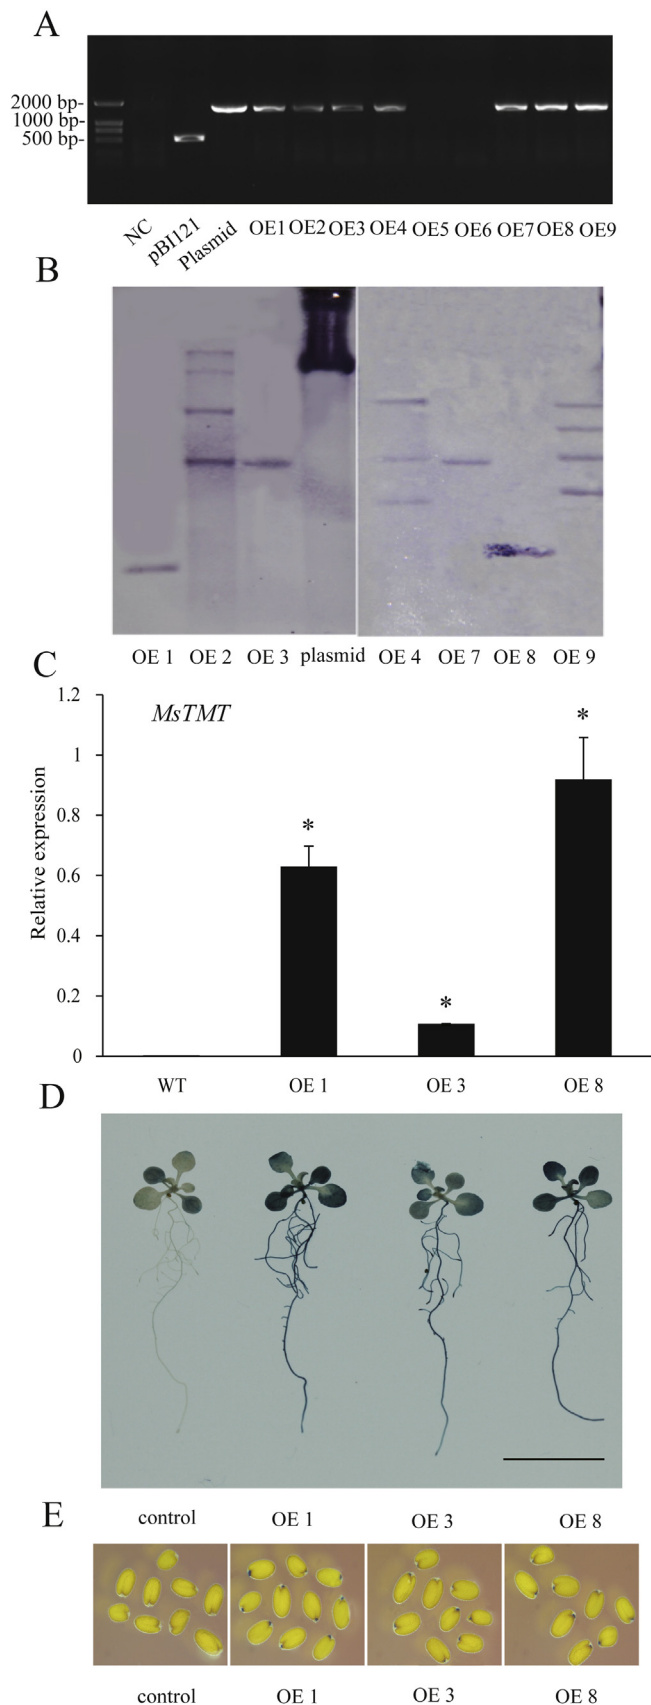 A
2000 bp-
1000 bp-
500 bp-
NC pBI121 Plasmid OE1 OE2 OE3 OE4 OE5 OE6 OE7 OE8 OE9
B
OE 1 OE 2 OE 3 plasmid OE 4 OE 7 OE 8 OE 9
C
MsTMT
Relative expression
1.2
1
0.8
0.6
0.4
0.2
0
* * *
WT OE 1 OE 3 OE 8
D
control OE 1 OE 3 OE 8
E
control OE 1 OE 3 OE 8